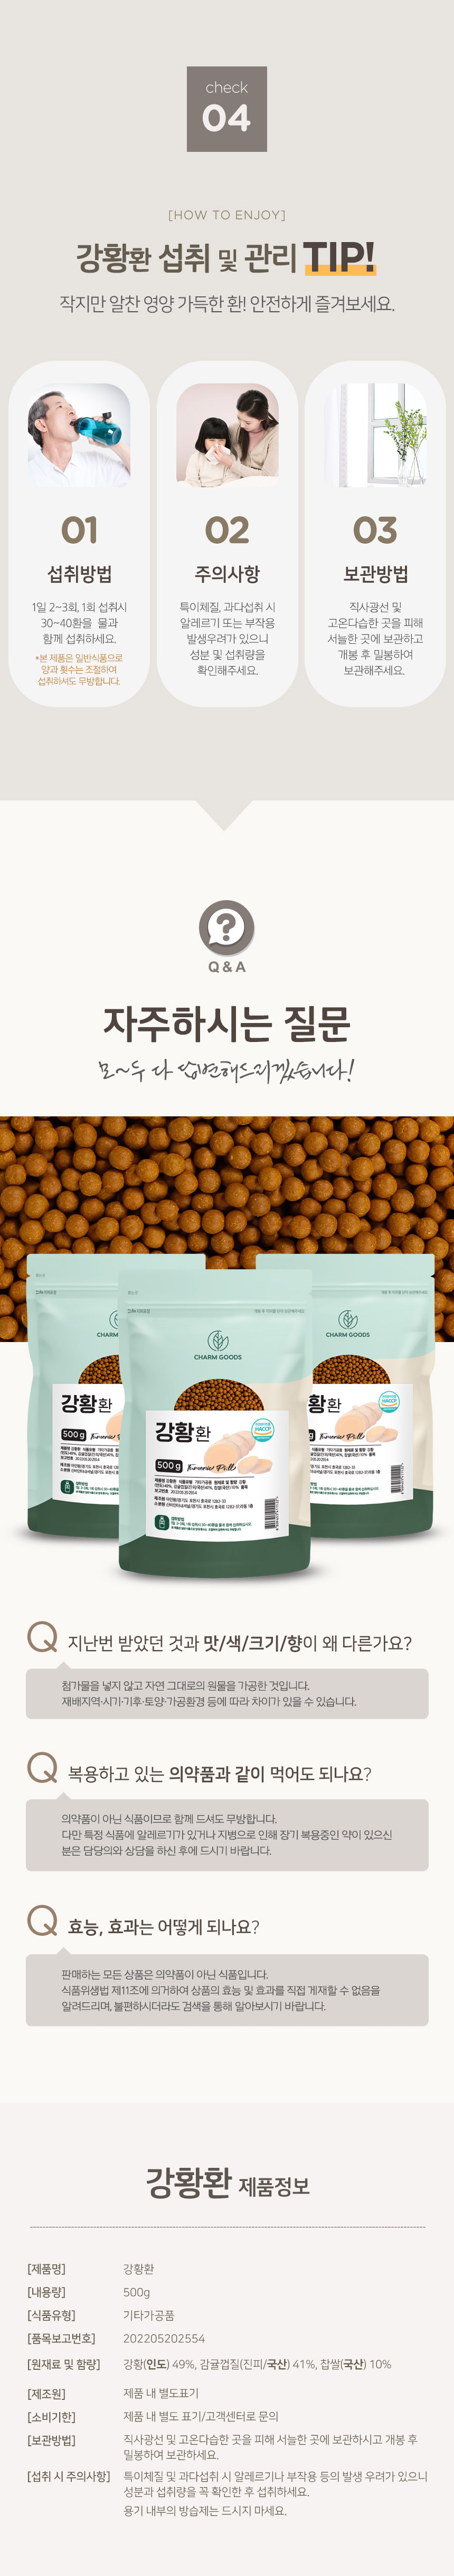 check
04
[HOW TO ENJOY]
강황환 섭취 및 관리 TIP!
작지만 알찬 영양 가득한 환! 안전하게 즐겨보세요.
01
섭취방법
1일 2~3회, 1회 섭취시
30~40환을 물과
함께 섭취하세요.
*본 제품은 일반식품으로
양과 횟수는 조절하여
섭취하셔도 무방합니다.
02
주의사항
특이체질, 과다섭취 시
알레르기 또는 부작용
발생우려가 있으니
성분 및 섭취량을
확인해주세요.
03
보관방법
직사광선 및
고온다습한 곳을 피해
서늘한 곳에 보관하고
개봉 후 밀봉하여
보관해주세요.
Q & A
자주하시는 질문
모~두 다 답변해드리겠습니다!
CHARM GOODS
CHARM GOODS
강황환
500 g
Turmeric Pill
HACCP
Q 지난번 받았던 것과 맛/색/크기/향이 왜 다른가요?
첨가물을 넣지 않고 자연 그대로의 원물을 가공한 것입니다.
재배지역·시기·기후·토양·가공환경 등에 따라 차이가 있을 수 있습니다.
Q 복용하고 있는 의약품과 같이 먹어도 되나요?
의약품이 아닌 식품이므로 함께 드셔도 무방합니다.
다만 특정 식품에 알레르기가 있거나 지병으로 인해 장기 복용중인 약이 있으신
분은 담당의와 상담을 하신 후에 드시기 바랍니다.
Q 효능, 효과는 어떻게 되나요?
판매하는 모든 상품은 의약품이 아닌 식품입니다.
식품위생법 제11조에 의거하여 상품의 효능 및 효과를 직접 게재할 수 없음을
알려드리며, 불편하시더라도 검색을 통해 알아보시기 바랍니다.
강황환 제품정보
[제품명] 강황환
[내용량] 500g
[식품유형] 기타가공품
[품목보고번호] 202205202554
[원재료 및 함량] 강황(인도) 49%, 감귤껍질(진피/국산) 41%, 찹쌀(국산) 10%
[제조원] 제품 내 별도표기
[소비기한] 제품 내 별도 표기/고객센터로 문의
[보관방법] 직사광선 및 고온다습한 곳을 피해 서늘한 곳에 보관하시고 개봉 후
밀봉하여 보관하세요.
[섭취 시 주의사항] 특이체질 및 과다섭취 시 알레르기나 부작용 등의 발생 우려가 있으니
성분과 섭취량을 꼭 확인한 후 섭취하세요.
용기 내부의 방습제는 드시지 마세요.